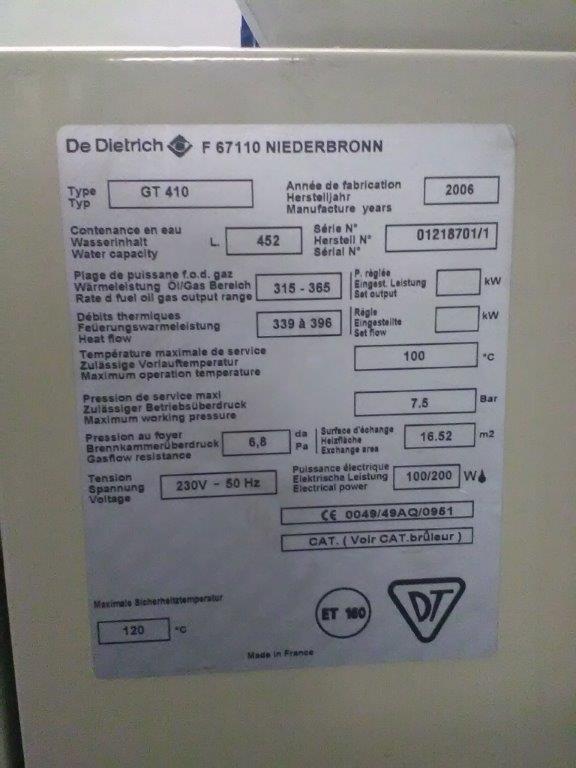 De Dietrich F 67110 NIEDERBRONN
Type
Typ
GT 410
Année de fabrication
Herstelljahr
Manufacture years
2006
Contenance en eau
Wasserinhalt
Water capacity
L. 452
Série N°
Herstell N°
Sérial N°
01218701/1
Plage de puissane f.o.d. gaz
Wärmeleistung Öl/Gas Bereich
Rate d fuel oil gas output range
315 - 365
P. réglée
Eingest. Leistung
Set output
kW
Débits thermiques
Feüerungswarmeleistung
Heat flow
339 à 396
Régle
Eingestellte
Set flow
kW
Température maximale de service
Zulässige Vorlauftemperatur
Maximum operation temperature
100 °C
Pression de service maxi
Zulässiger Betriebsüberdruck
Maximum working pressure
7.5 Bar
Pression au foyer
Brennkammerüberdruck
Gasflow resistance
6,8
da
Pa
Surface d'échange
Heizfläche
Exchange area
16.52 m2
Tension
Spannung
Voltage
230V - 50 Hz
Puissance électrique
Elektrische Leistung
Electrical power
100/200 W
CE 0049/49AQ/0951
CAT. ( Voir CAT.brûleur )
Maximale Sicherheitztemperatur
120 °C
ET 160
DT
Made in France